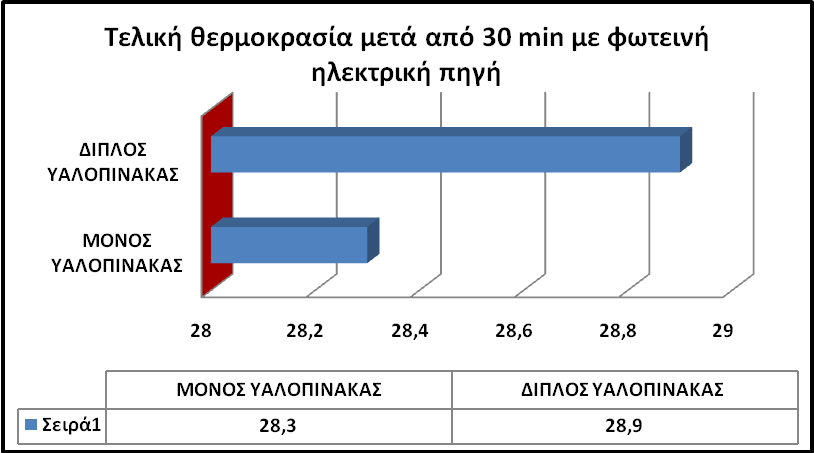 Τελική θερμοκρασία μετά από 30 min με φωτεινή
ηλεκτρική πηγή
ΔΙΠΛΟΣ
ΥΑΛΟΠΙΝΑΚΑΣ
ΜΟΝΟΣ
ΥΑΛΟΠΙΝΑΚΑΣ
28 28,2 28,4 28,6 28,8 29
ΜΟΝΟΣ ΥΑΛΟΠΙΝΑΚΑΣ ΔΙΠΛΟΣ ΥΑΛΟΠΙΝΑΚΑΣ
Σειρά1 28,3 28,9